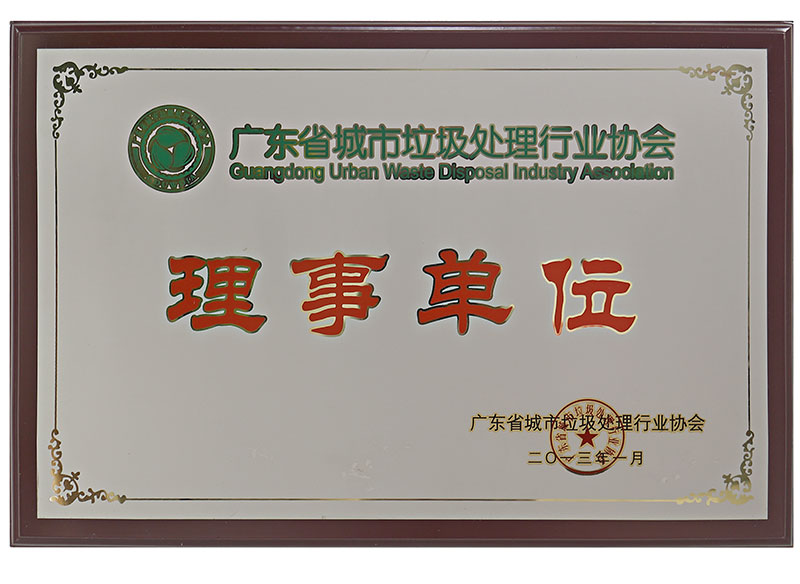 广东省城市垃圾处理行业协会
Guangdong Urban Waste Disposal Industry Association
理事单位
广东省城市垃圾处理行业协会
二〇一三年一月